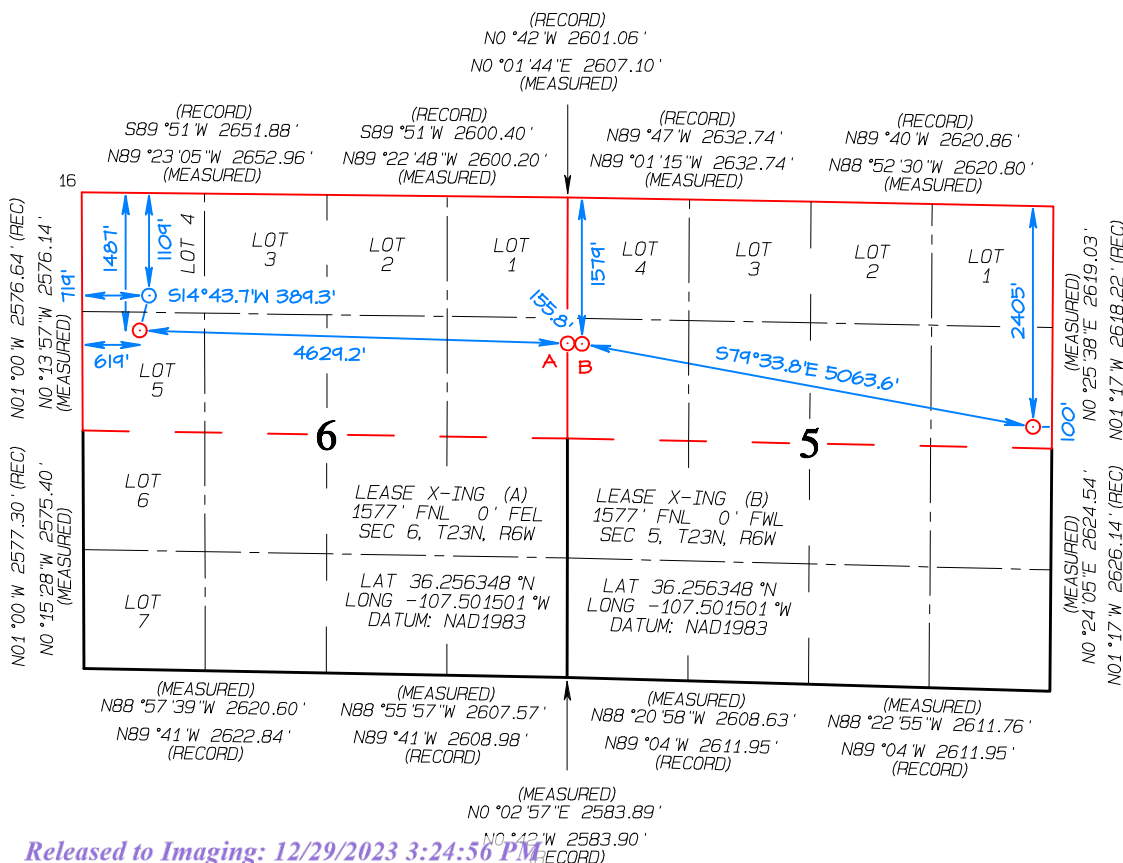 (RECORD)
N0°42'W 2601.06'
N0°01'44"E 2607.10'
(MEASURED)
(RECORD)
S89°51'W 2651.88'
N89°23'05"W 2652.96'
(MEASURED)
(RECORD)
S89°51'W 2600.40'
N89°22'48"W 2600.20'
(MEASURED)
(RECORD)
N89°47'W 2632.74'
N89°01'15"W 2632.74'
(MEASURED)
(RECORD)
N89°40'W 2620.86'
N88°52'30"W 2620.80'
(MEASURED)
16
N01°00'W 2576.64' (REC)
N0°13'57"W 2576.14'
(MEASURED)
1487'
1109'
LOT 4
LOT
3
LOT
2
LOT
1
1579'
LOT
4
LOT
3
LOT
2
LOT
1
2405'
(MEASURED)
N0°25'38"E 2619.03'
N01°17'W 2618.22' (REC)
719'
S14°43.7'W 389.3'
155.8'
619'
4629.2'
A
B
S79°33.8'E 5063.6'
100'
LOT
5
6
5
N01°00'W 2577.30' (REC)
N0°15'28"W 2575.40'
(MEASURED)
LOT
6
LEASE X-ING (A)
1577' FNL 0' FEL
SEC 6, T23N, R6W
LEASE X-ING (B)
1577' FNL 0' FWL
SEC 5, T23N, R6W
LOT
7
LAT 36.256348°N
LONG -107.501501°W
DATUM: NAD1983
LAT 36.256348°N
LONG -107.501501°W
DATUM: NAD1983
(MEASURED)
N0°24'05"E 2624.54'
N01°17'W 2626.14' (REC)
(MEASURED)
N88°57'39"W 2620.60'
N89°41'W 2622.84'
(RECORD)
(MEASURED)
N88°55'57"W 2607.57'
N89°41'W 2608.98'
(RECORD)
(MEASURED)
N88°20'58"W 2608.63'
N89°04'W 2611.95'
(RECORD)
(MEASURED)
N88°22'55"W 2611.76'
N89°04'W 2611.95'
(RECORD)
(MEASURED)
N0°02'57"E 2583.89'
N0°42'W 2583.90'
(RECORD)
Released to Imaging: 12/29/2023 3:24:56 PM